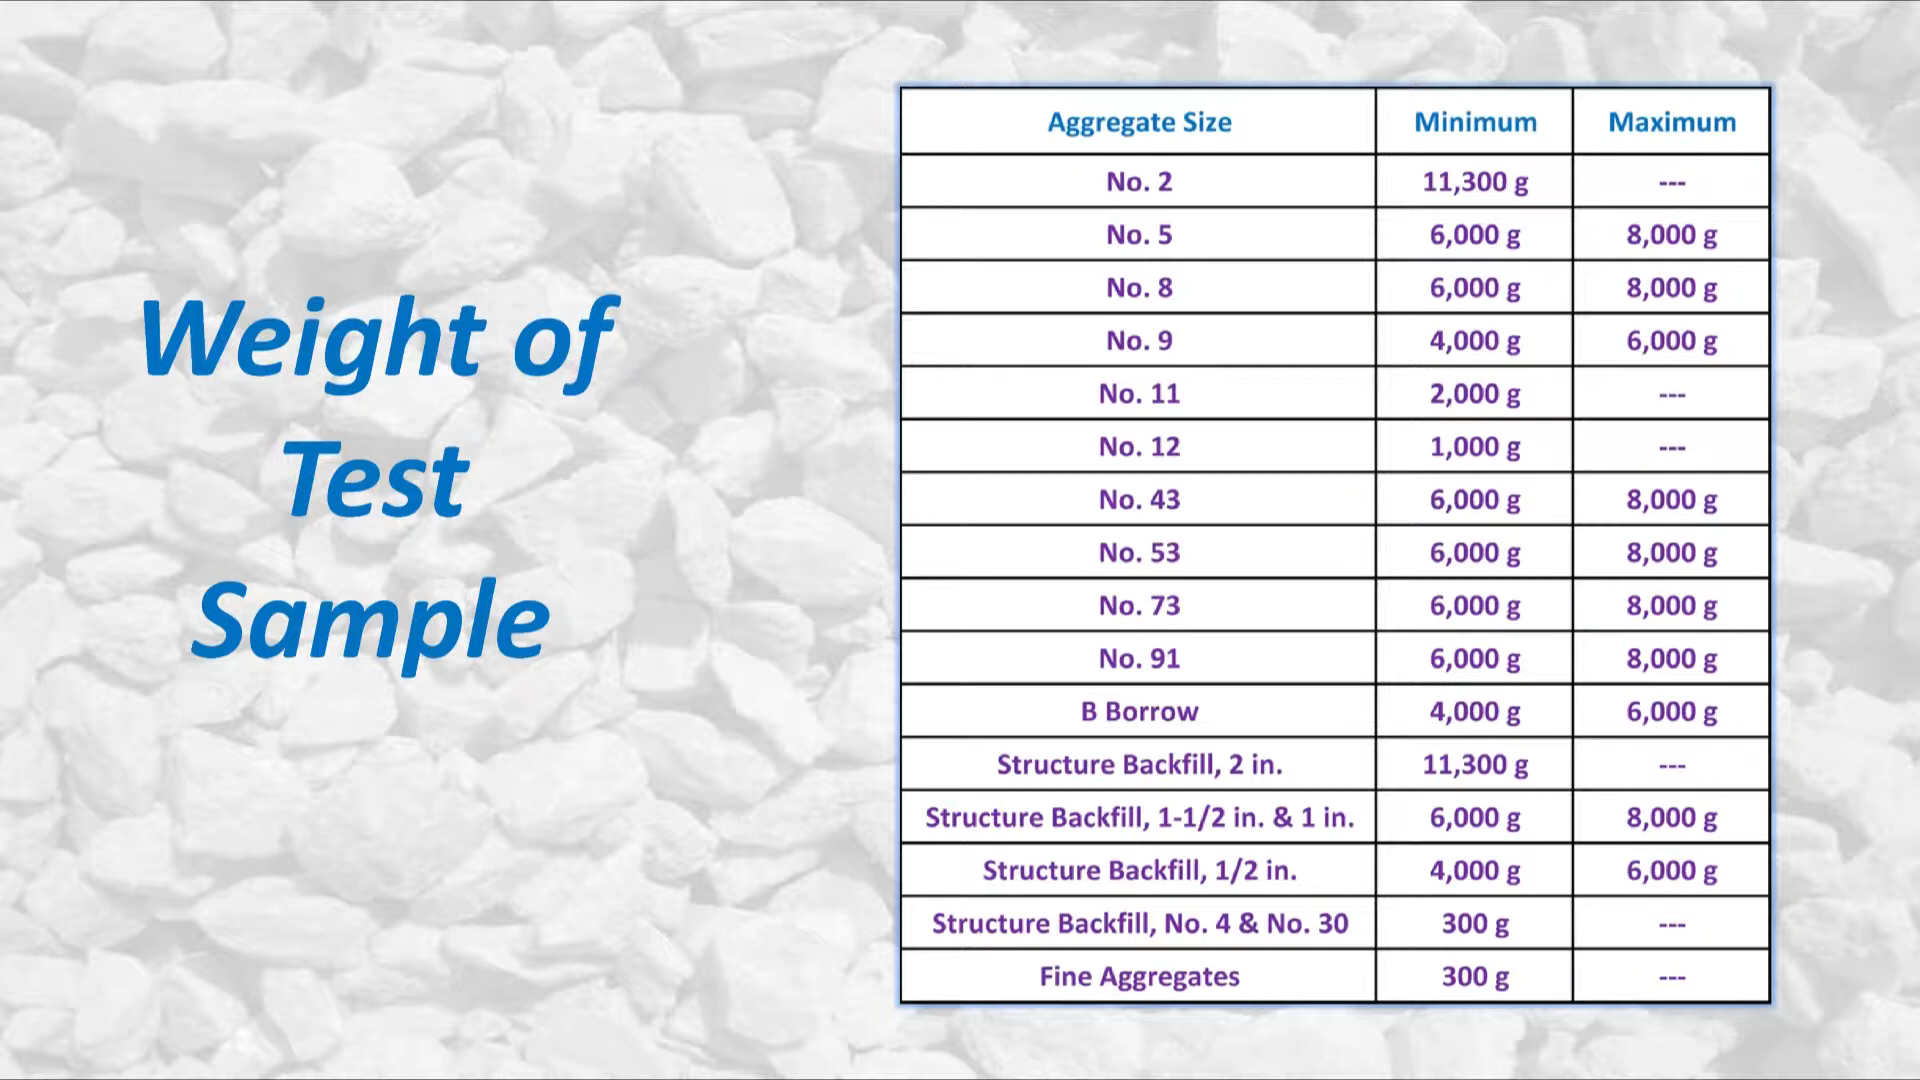 Weight of
Test
Sample
Aggregate Size Minimum Maximum
No. 2 11,300 g ---
No. 5 6,000 g 8,000 g
No. 8 6,000 g 8,000 g
No. 9 4,000 g 6,000 g
No. 11 2,000 g ---
No. 12 1,000 g ---
No. 43 6,000 g 8,000 g
No. 53 6,000 g 8,000 g
No. 73 6,000 g 8,000 g
No. 91 6,000 g 8,000 g
B Borrow 4,000 g 6,000 g
Structure Backfill, 2 in. 11,300 g ---
Structure Backfill, 1-1/2 in. & 1 in. 6,000 g 8,000 g
Structure Backfill, 1/2 in. 4,000 g 6,000 g
Structure Backfill, No. 4 & No. 30 300 g ---
Fine Aggregates 300 g ---